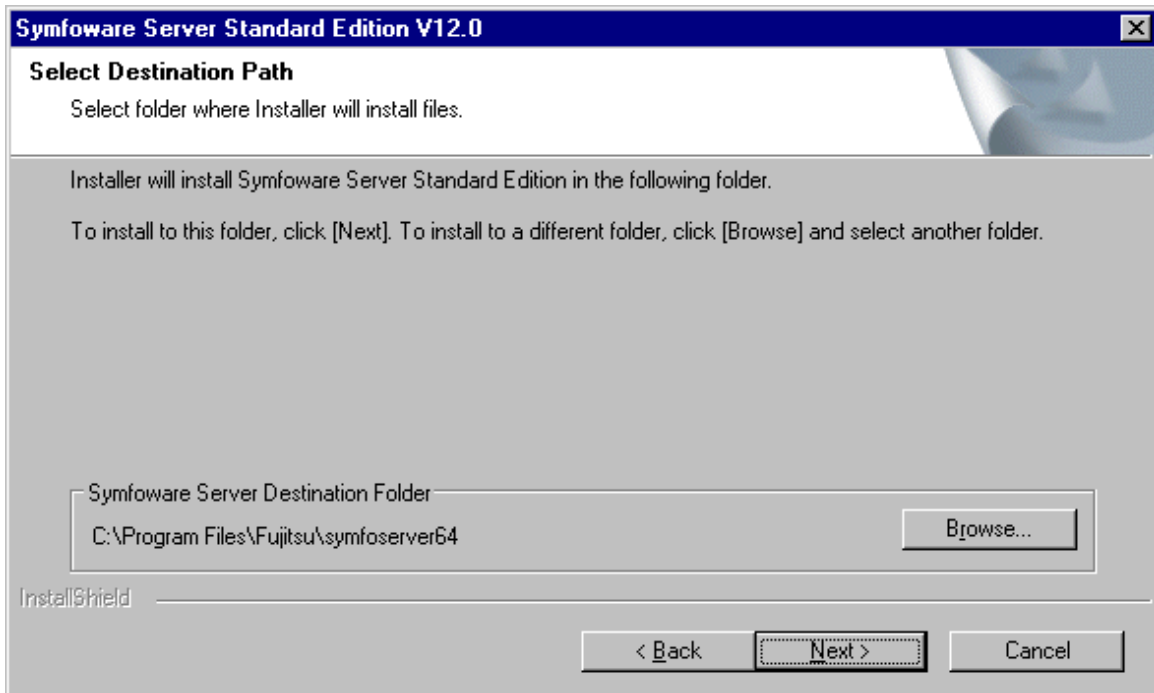 Symfoware Server Standard Edition V12.0
Select Destination Path
Select folder where Installer will install files.
Installer will install Symfoware Server Standard Edition in the following folder.
To install to this folder, click [Next]. To install to a different folder, click [Browse] and select another folder.
Symfoware Server Destination Folder
C:\Program Files\Fujitsu\symfoserver64
Browse...
InstallShield
< Back
Next >
Cancel